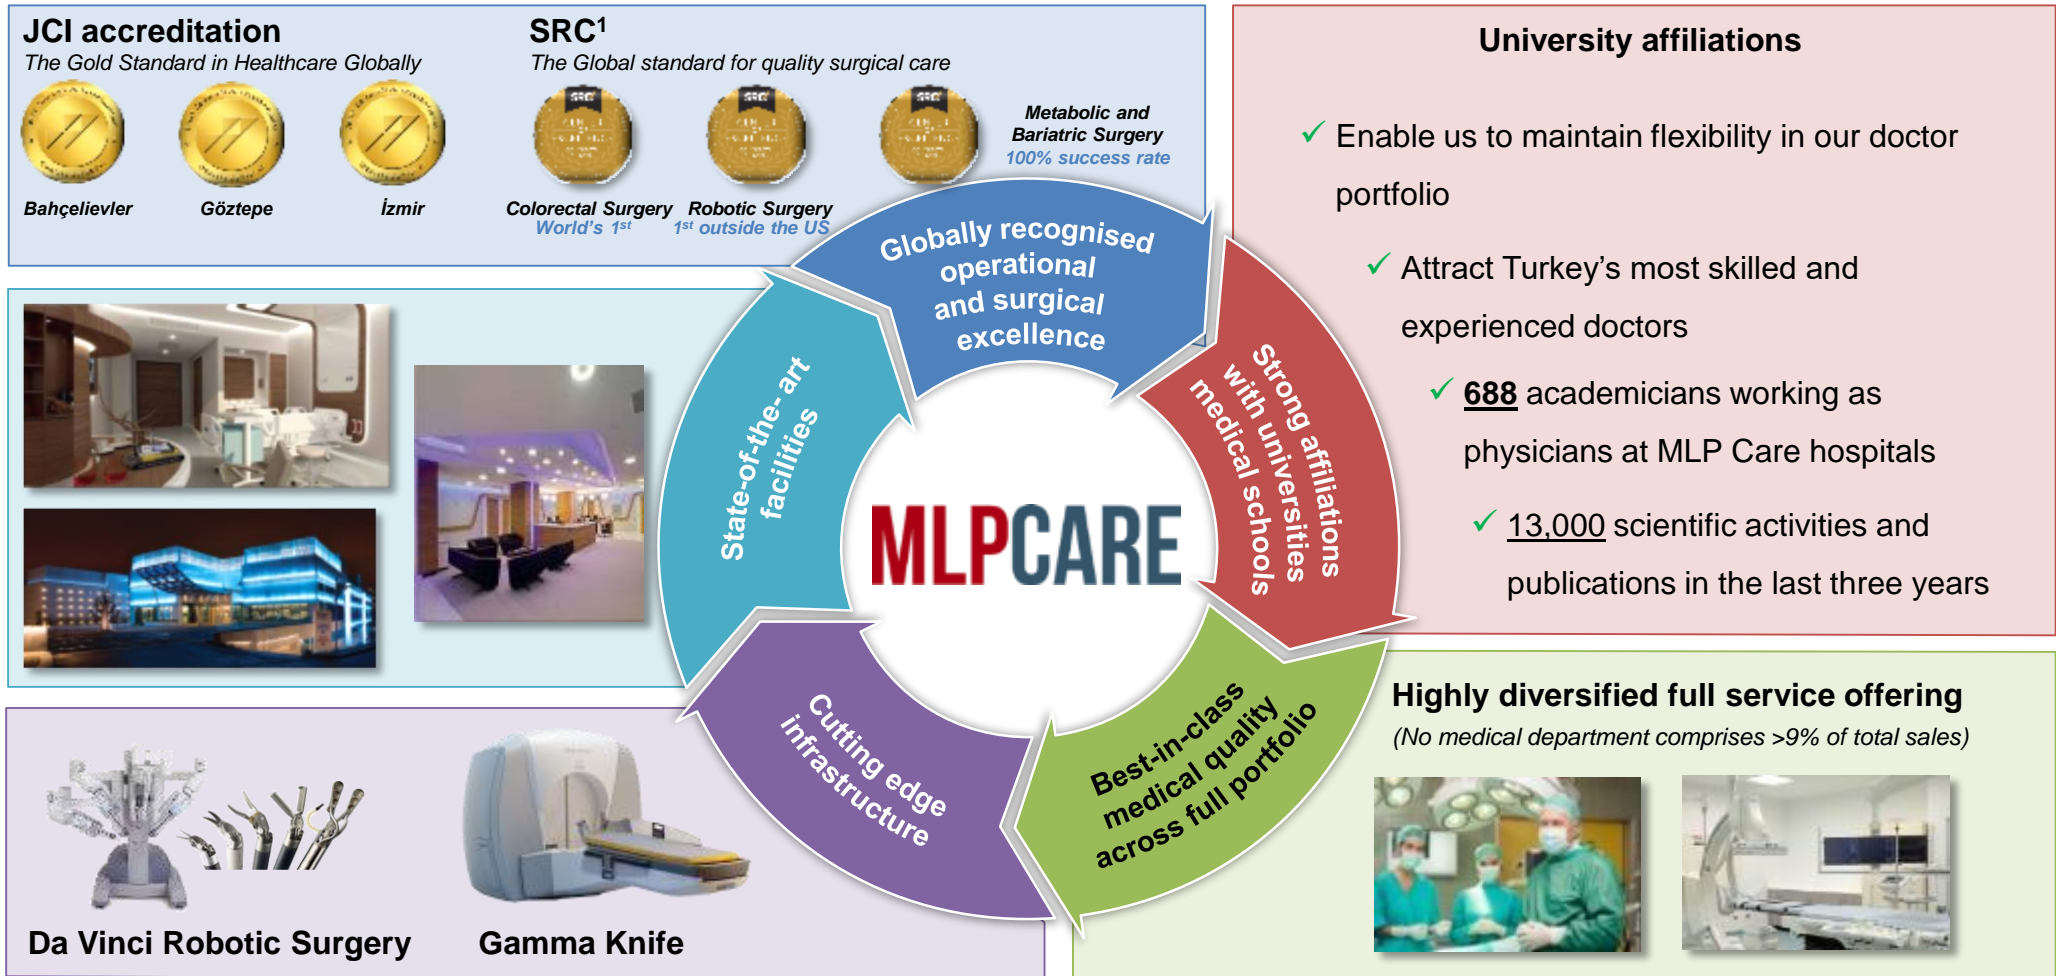 JCI accreditation
The Gold Standard in Healthcare Globally
Bahçelievler
Göztepe
İzmir
SRC¹
The Global standard for quality surgical care
SRC
SRC
SRC
Colorectal Surgery
World's 1st
Robotic Surgery
1st outside the US
Metabolic and
Bariatric Surgery
100% success rate
University affiliations
✓ Enable us to maintain flexibility in our doctor
portfolio
✓ Attract Turkey's most skilled and
experienced doctors
✓ 688 academicians working as
physicians at MLP Care hospitals
✓ 13,000 scientific activities and
publications in the last three years
Globally recognised
operational
and surgical
excellence
Strong affiliations
with universities
medical schools
Best-in-class
medical quality
across full portfolio
Cutting edge
infrastructure
State-of-the- art
facilities
MLPCARE
Highly diversified full service offering
(No medical department comprises >9% of total sales)
Da Vinci Robotic Surgery
Gamma Knife